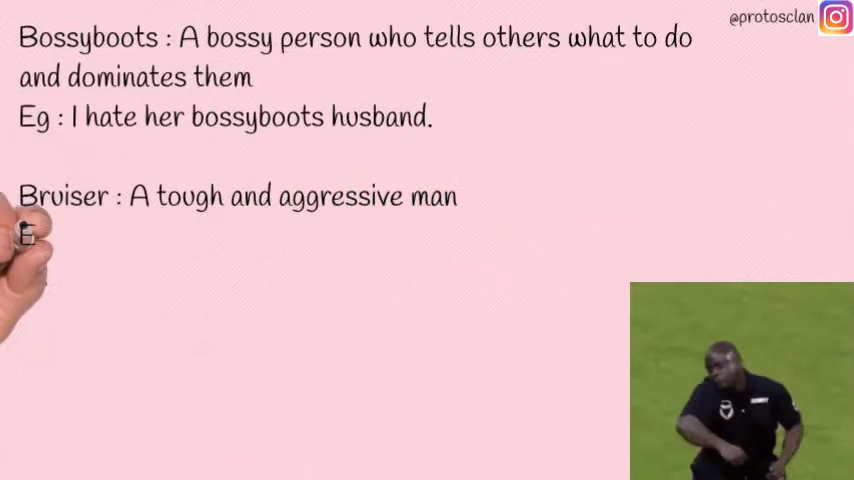 @protosclan
Bossyboots : A bossy person who tells others what to do
and dominates them
Eg : I hate her bossyboots husband.
Bruiser : A tough and aggressive man
E